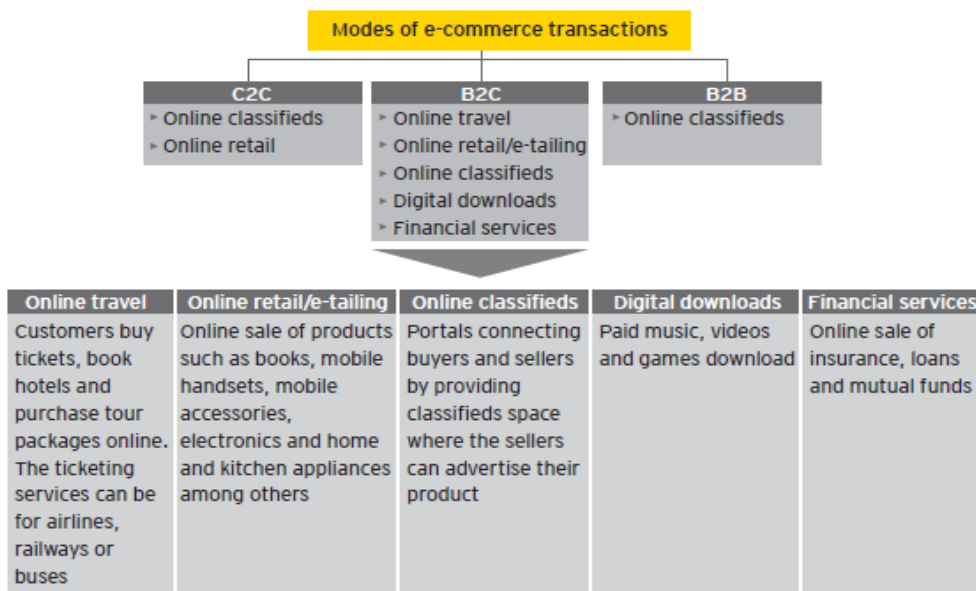 Modes of e-commerce transactions
C2C
▸ Online classifieds
▸ Online retail
B2C
▸ Online travel
▸ Online retail/e-tailing
▸ Online classifieds
▸ Digital downloads
▸ Financial services
B2B
▸ Online classifieds
Online travel
Customers buy
tickets, book
hotels and
purchase tour
packages online.
The ticketing
services can be
for airlines,
railways or
buses
Online retail/e-tailing
Online sale of products
such as books, mobile
handsets, mobile
accessories,
electronics and home
and kitchen appliances
among others
Online classifieds
Portals connecting
buyers and sellers
by providing
classifieds space
where the sellers
can advertise their
product
Digital downloads
Paid music, videos
and games download
Financial services
Online sale of
insurance, loans
and mutual funds